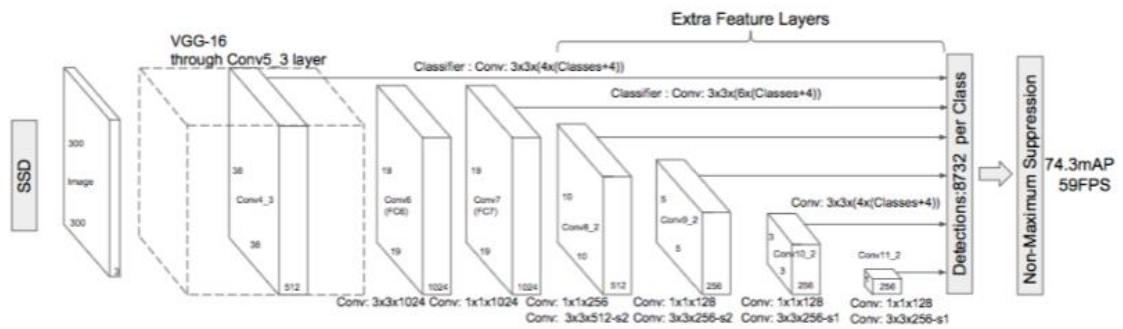 Extra Feature Layers
VGG-16
through Conv5_3 layer
Classifier : Conv: 3x3x(4x(Classes+4))
Classifier : Conv: 3x3x(6x(Classes+4))
SSD
300
Image
300
3
38
Conv4_3
38
512
19
Conv6
(FC6)
19
1024
19
Conv7
(FC7)
19
1024
10
Conv8_2
10
512
5
Conv9_2
5
256
Conv: 3x3x(4x(Classes+4))
3
Conv10_2
3
256
Conv11_2
256
Detections:8732 per Class
Non-Maximum Suppression
74.3mAP
59FPS
Conv: 3x3x1024
Conv: 1x1x1024
Conv: 1x1x256
Conv: 3x3x512-s2
Conv: 1x1x128
Conv: 3x3x256-s2
Conv: 1x1x128
Conv: 3x3x256-s1
Conv: 1x1x128
Conv: 3x3x256-s1